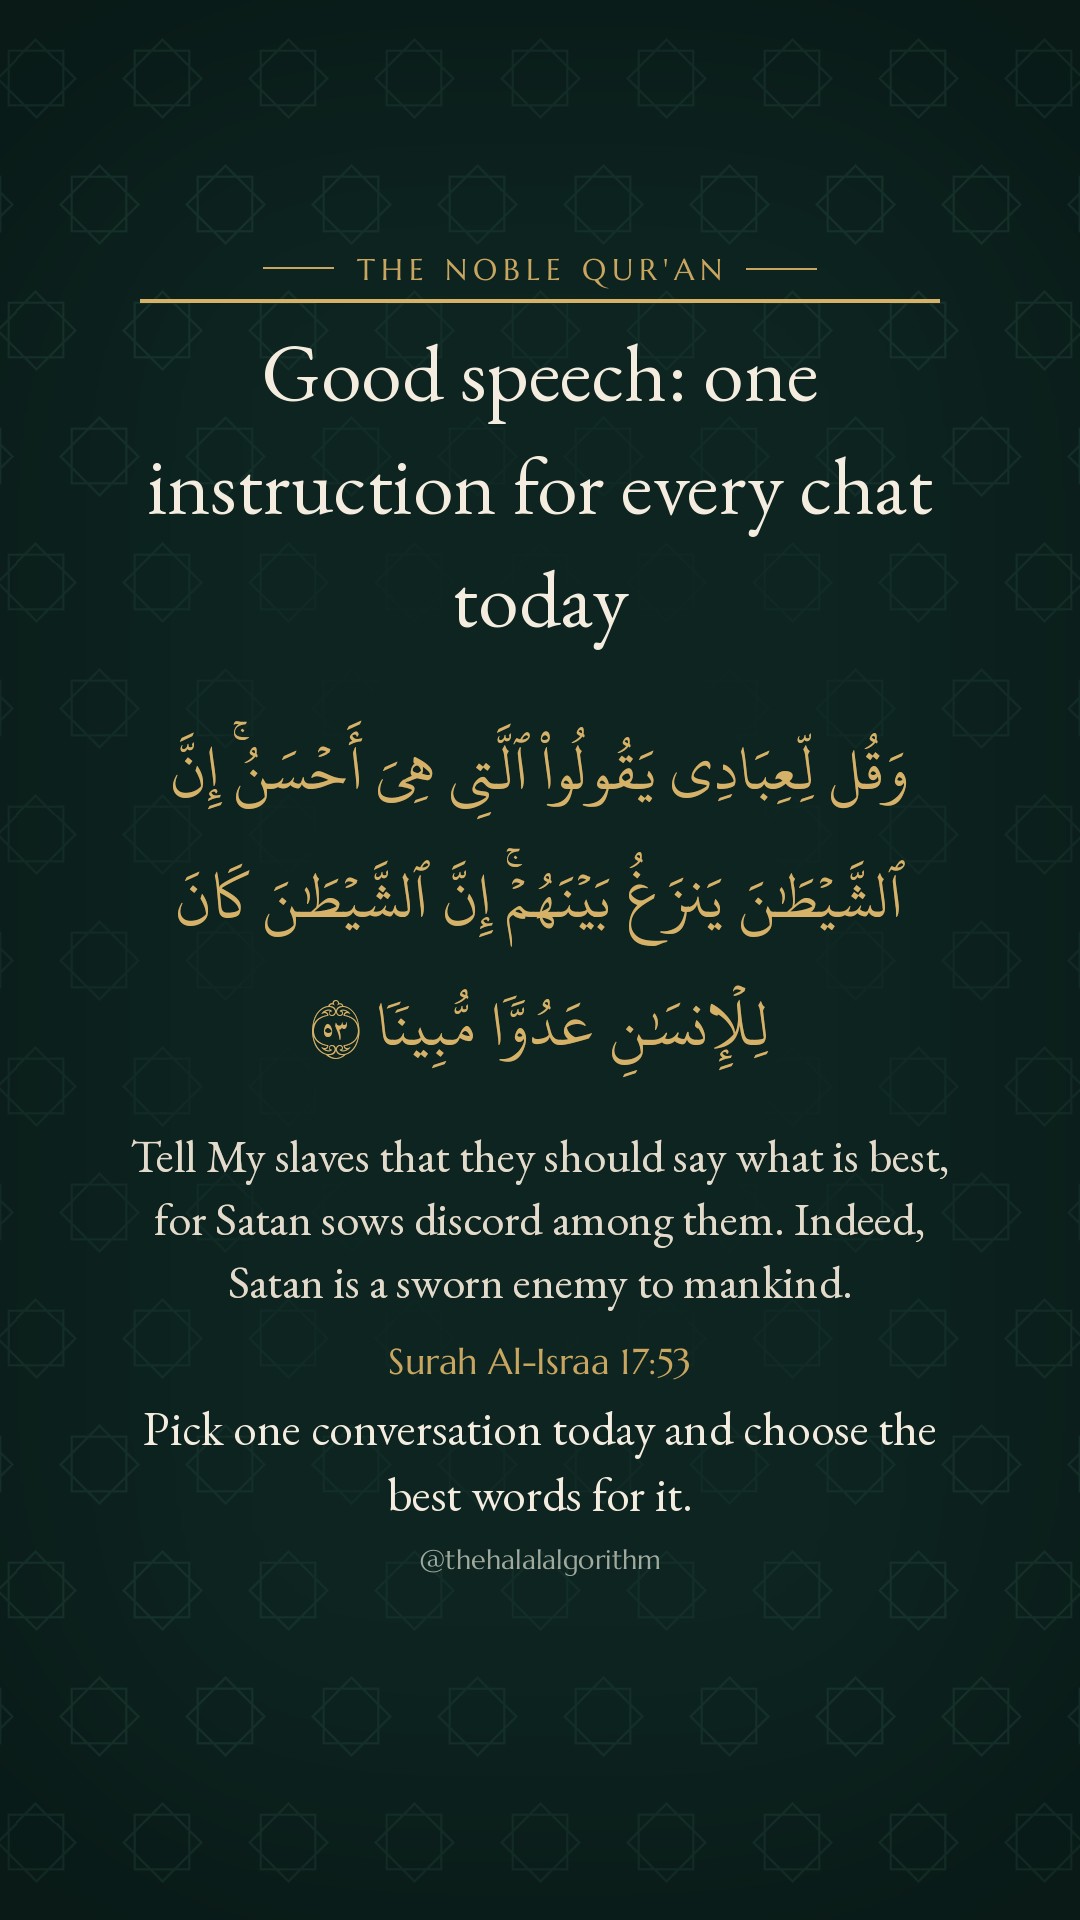 THE NOBLE QUR'AN
Good speech: one
instruction for every chat
today
وَقُل لِّعِبَادِى يَقُولُوا۟ ٱلَّتِى هِىَ أَحْسَنُ ۚ إِنَّ
ٱلشَّيْطَـٰنَ يَنزَغُ بَيْنَهُمْ ۚ إِنَّ ٱلشَّيْطَـٰنَ كَانَ
لِلْإِنسَـٰنِ عَدُوًّا مُّبِينًا ٥٣
Tell My slaves that they should say what is best,
for Satan sows discord among them. Indeed,
Satan is a sworn enemy to mankind.
Surah Al-Israa 17:53
Pick one conversation today and choose the
best words for it.
@thehalalalgorithm